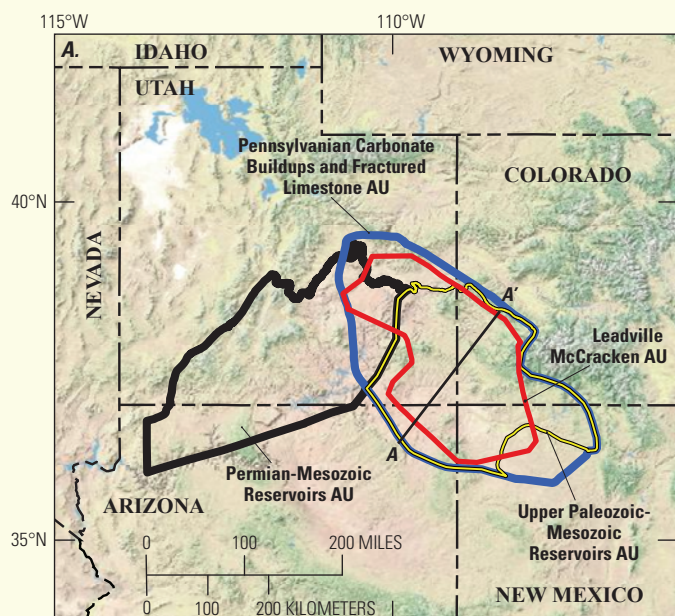 115°W
110°W
A.
IDAHO
WYOMING
UTAH
Pennsylvanian Carbonate
Buildups and Fractured
Limestone AU
COLORADO
40°N
NEVADA
A'
Leadville
McCracken AU
A
Permian-Mesozoic
Reservoirs AU
ARIZONA
Upper Paleozoic-
Mesozoic
Reservoirs AU
35°N
0 100 200 MILES
0 100 200 KILOMETERS
NEW MEXICO